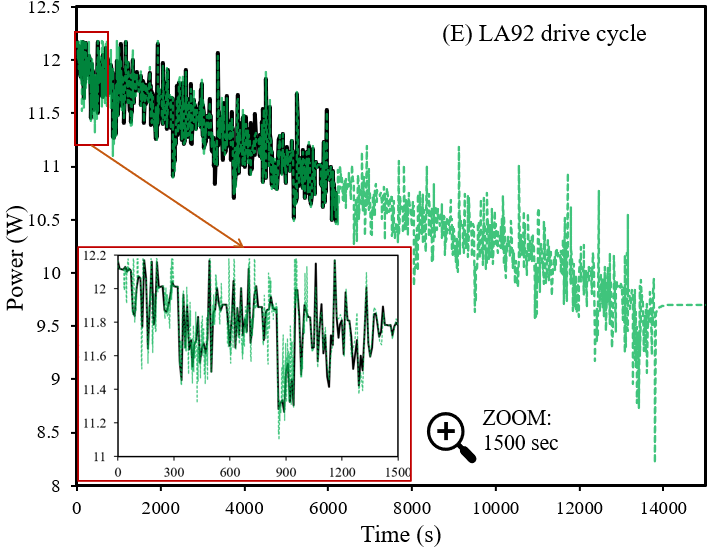 (E) LA92 drive cycle
12.5
12
11.5
11
10.5
10
9.5
9
8.5
8
Power (W)
12.2
12
11.8
11.6
11.4
11.2
11
0 300 600 900 1200 1500
ZOOM:
1500 sec
0 2000 4000 6000 8000 10000 12000 14000
Time (s)